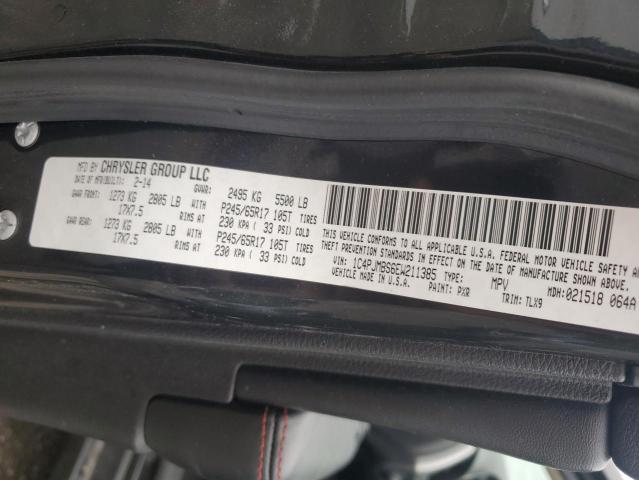 MFD BY CHRYSLER GROUP LLC
DATE OF MFR/BUILT: 2-14 GVWR: 2495 KG 5500 LB
GAWR FRONT: 1273 KG 2805 LB WITH P245/65R17 105T TIRES
17X7.5 RIMS AT 230 KPA ( 33 PSI) COLD
GAWR REAR: 1273 KG 2805 LB WITH P245/65R17 105T TIRES
17X7.5 RIMS AT 230 KPA ( 33 PSI) COLD
THIS VEHICLE CONFORMS TO ALL APPLICABLE U.S.A. FEDERAL MOTOR VEHICLE SAFETY
THEFT PREVENTION STANDARDS IN EFFECT ON THE DATE OF MANUFACTURE SHOWN ABOVE.
VIN: 1C4PJMBS6EW211385 TYPE: MPV MDH: 021518 064A
VEHICLE MADE IN U.S.A. PAINT: PXR TRIM: TLX9